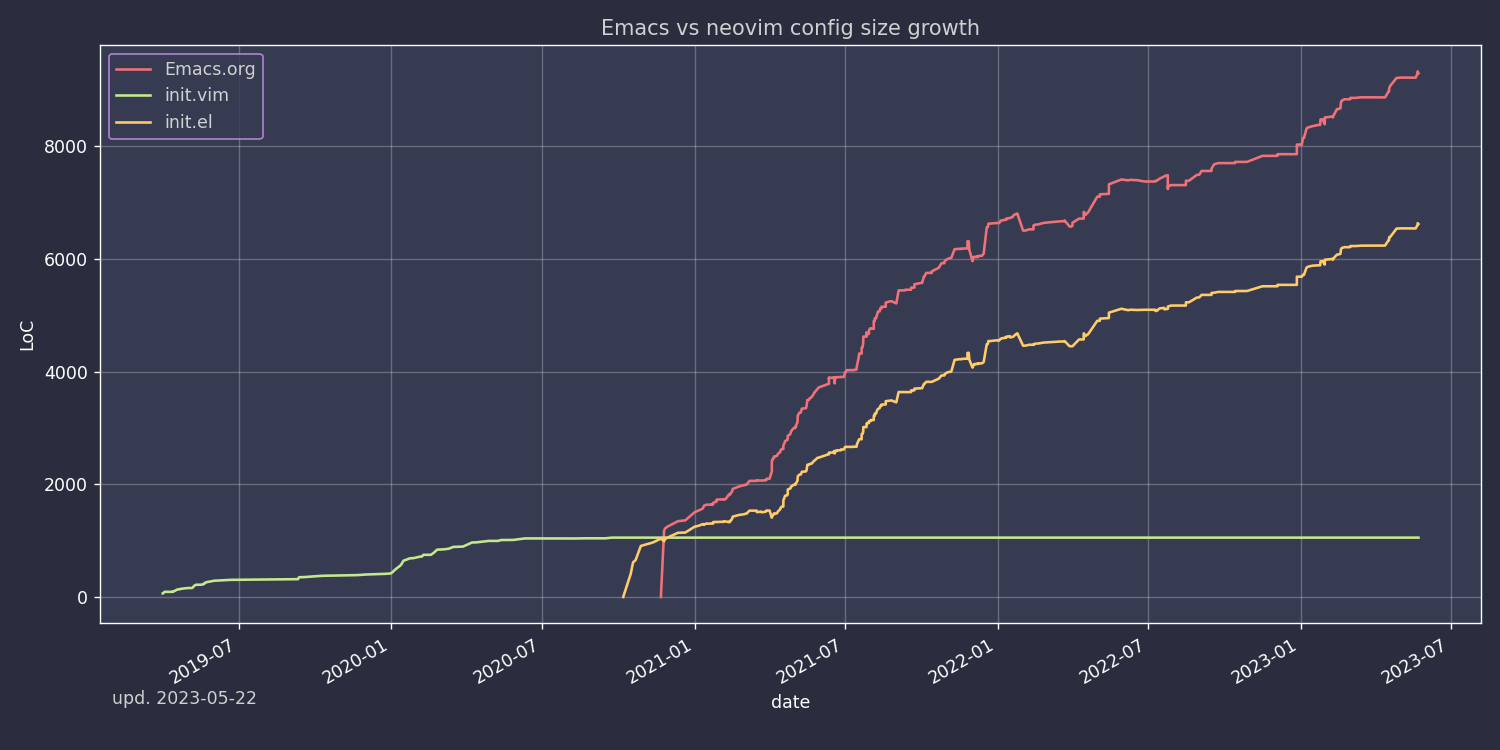 Emacs vs neovim config size growth
Emacs.org
init.vim
init.el
8000
6000
4000
2000
0
LoC
2019-07
2020-01
2020-07
2021-01
2021-07
2022-01
2022-07
2023-01
2023-07
date
upd. 2023-05-22